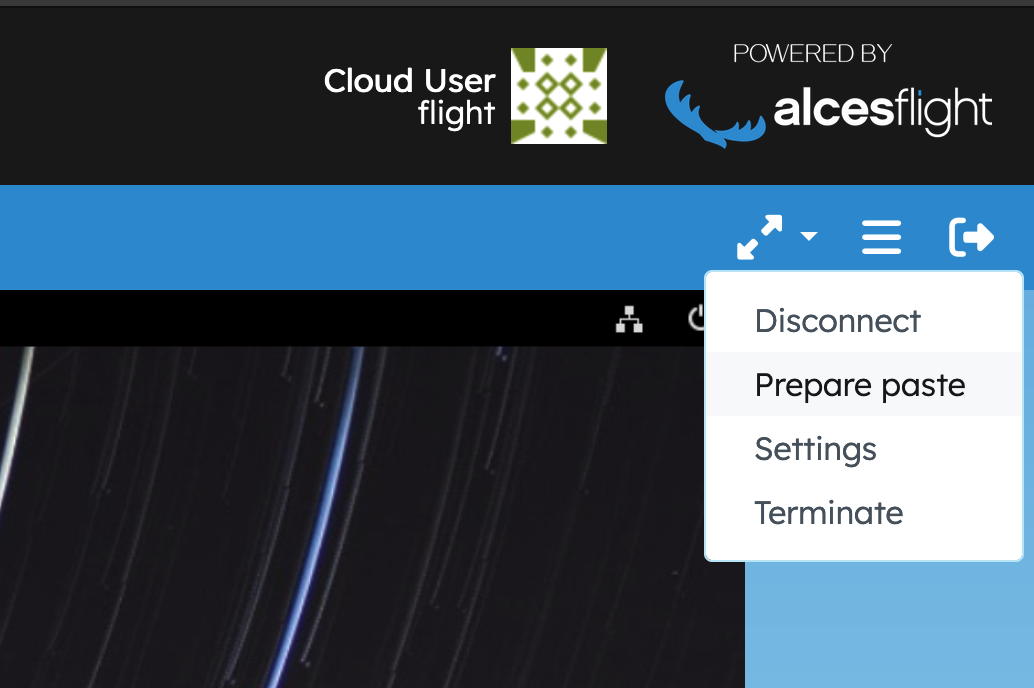 Cloud User
flight
POWERED BY
alcesflight
Disconnect
Prepare paste
Settings
Terminate